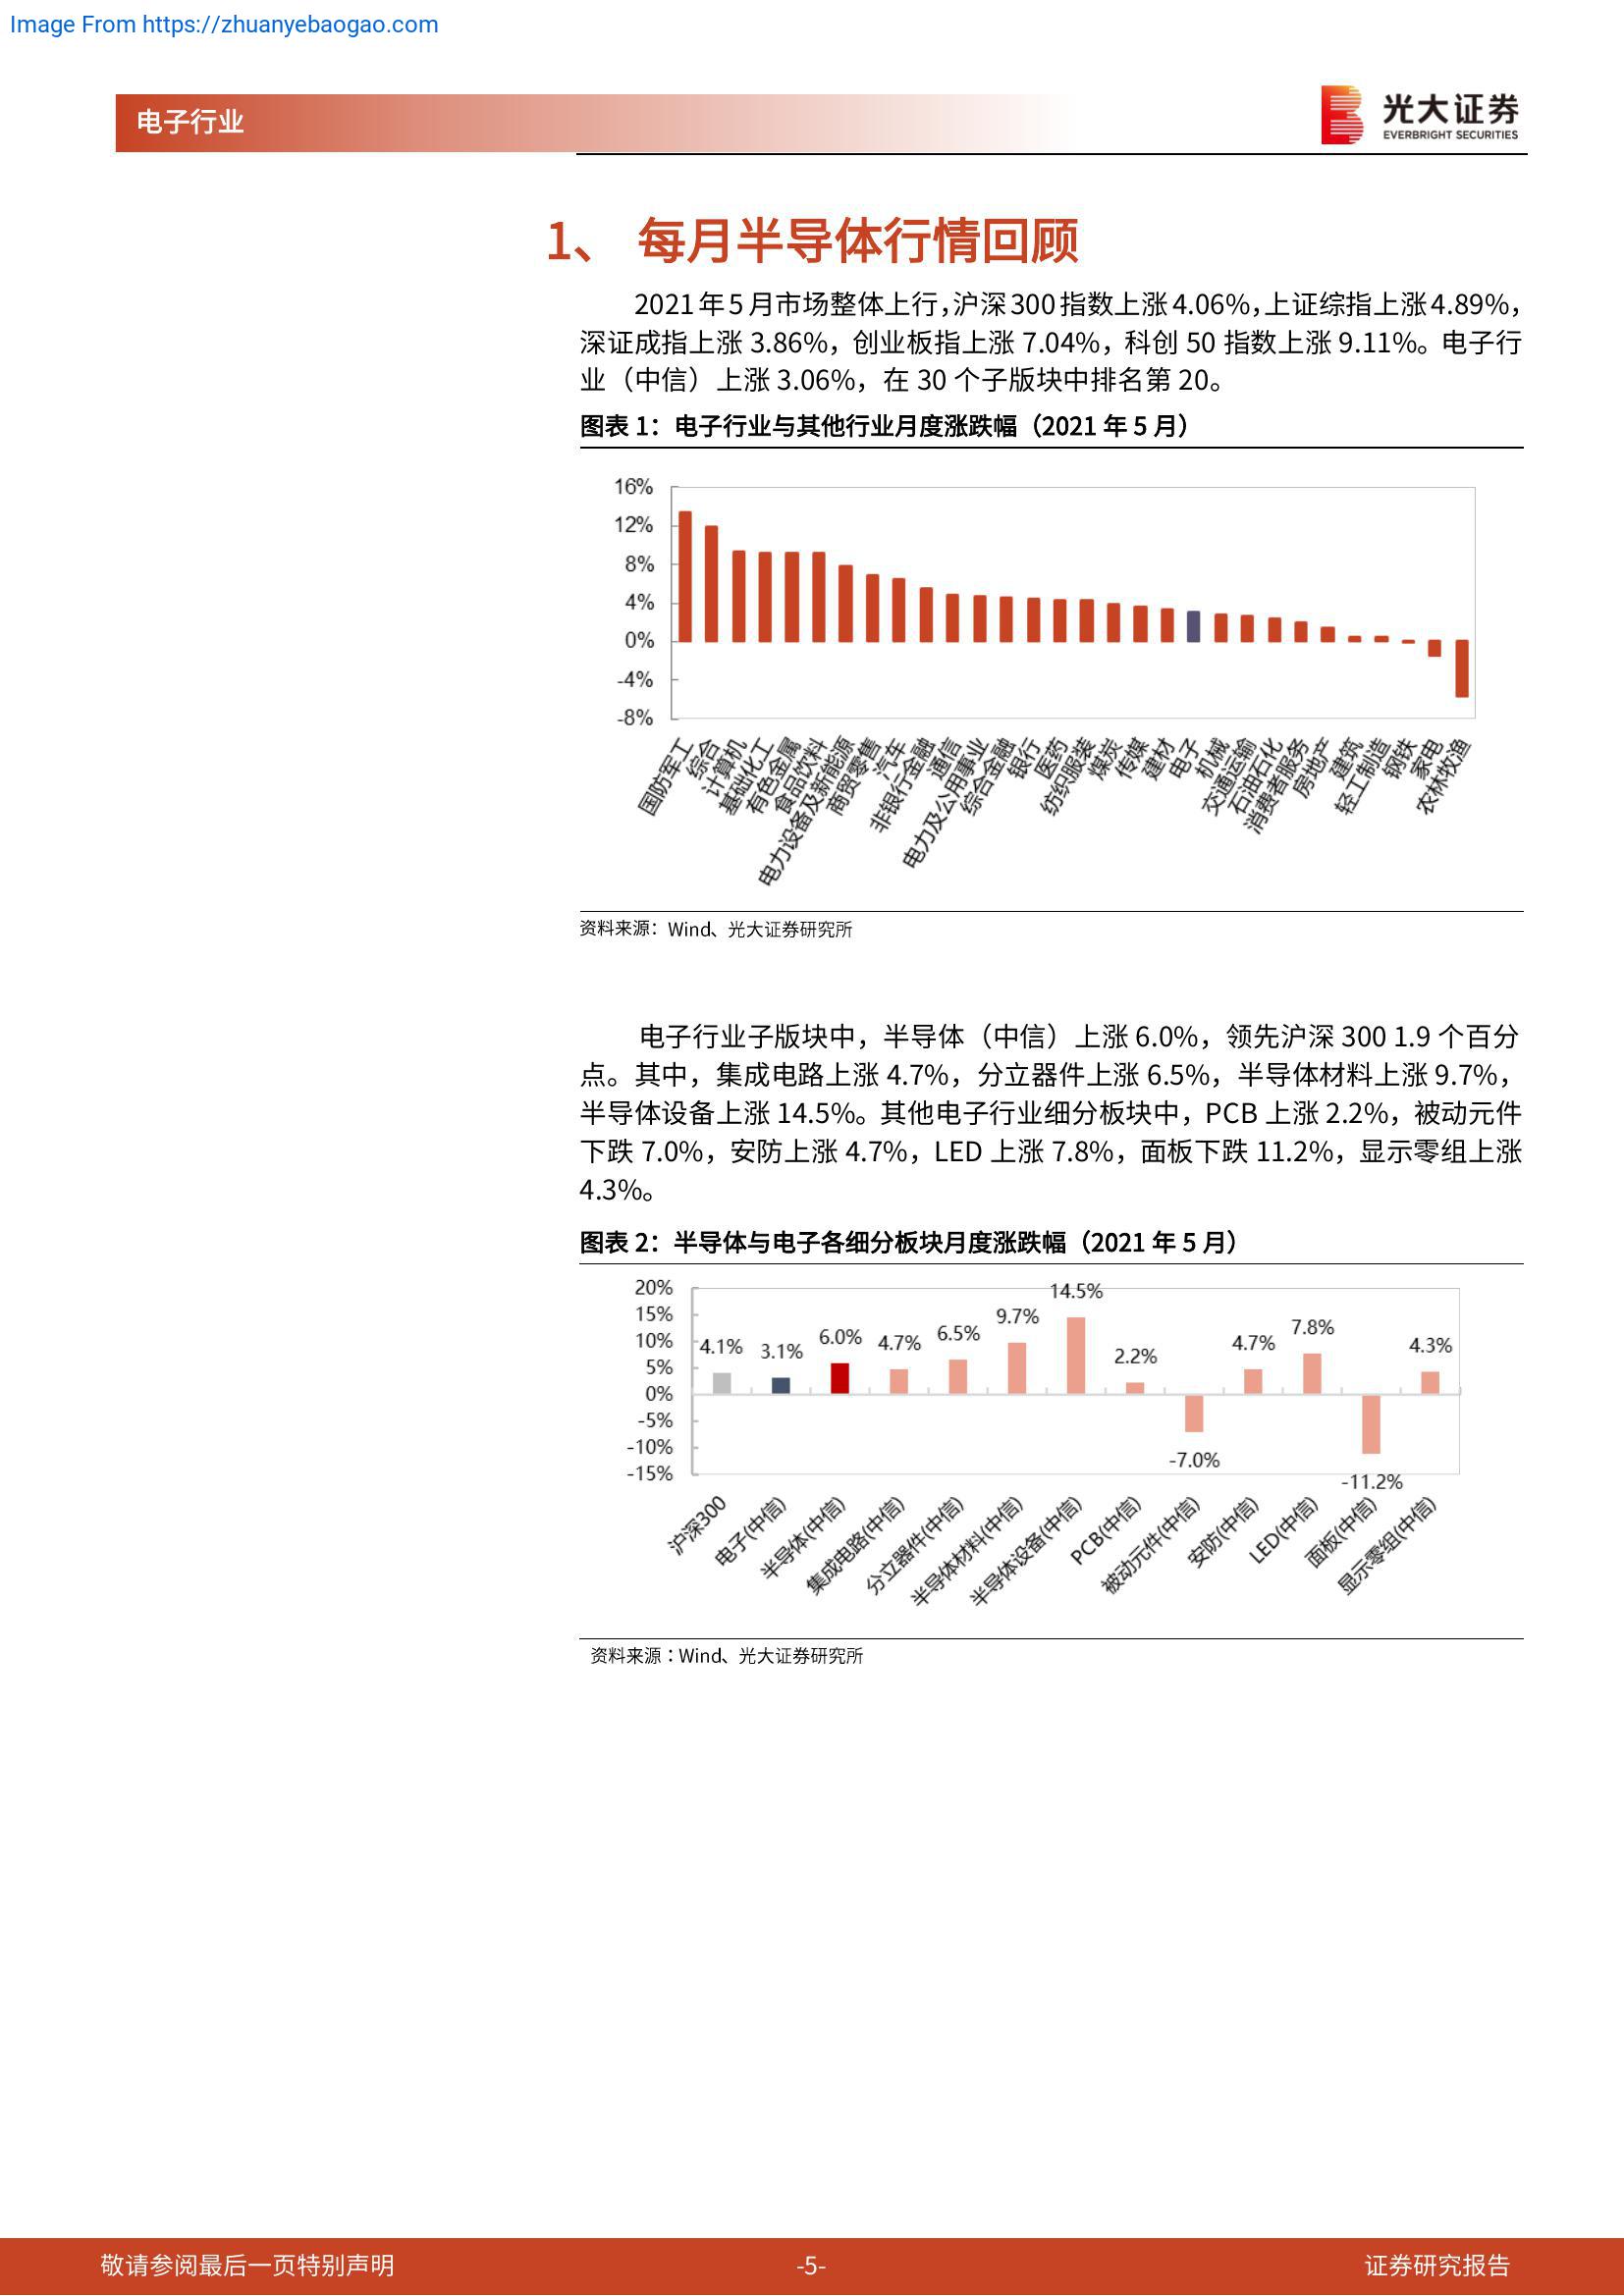 Image From https://zhuanyebaogao.com
电子行业
光大证券
EVERBRIGHT SECURITIES
1、 每月半导体行情回顾
2021年5月市场整体上行，沪深300指数上涨4.06%，上证综指上涨4.89%，
深证成指上涨 3.86%，创业板指上涨 7.04%，科创 50 指数上涨 9.11%。电子行
业（中信）上涨 3.06%，在 30 个子版块中排名第 20。
图表 1：电子行业与其他行业月度涨跌幅（2021 年 5 月）
16%
12%
8%
4%
0%
-4%
-8%
国防军工
综合
计算机
基础化工
有色金属
食品饮料
电力设备及新能源
商贸零售
汽车
非银行金融
通信
电力及公用事业
综合金融
银行
医药
纺织服装
煤炭
传媒
建材
电子
机械
交通运输
石油石化
消费者服务
房地产
建筑
轻工制造
钢铁
家电
农林牧渔
资料来源：Wind、光大证券研究所
电子行业子版块中，半导体（中信）上涨 6.0%，领先沪深 300 1.9 个百分
点。其中，集成电路上涨 4.7%，分立器件上涨 6.5%，半导体材料上涨 9.7%，
半导体设备上涨 14.5%。其他电子行业细分板块中，PCB 上涨 2.2%，被动元件
下跌 7.0%，安防上涨 4.7%，LED 上涨 7.8%，面板下跌 11.2%，显示零组上涨
4.3%。
图表 2：半导体与电子各细分板块月度涨跌幅（2021 年 5 月）
20%
15%
10%
5%
0%
-5%
-10%
-15%
4.1%
3.1%
6.0%
4.7%
6.5%
9.7%
14.5%
2.2%
-7.0%
4.7%
7.8%
-11.2%
4.3%
沪深300
电子(中信)
半导体(中信)
集成电路(中信)
分立器件(中信)
半导体材料(中信)
半导体设备(中信)
PCB(中信)
被动元件(中信)
安防(中信)
LED(中信)
面板(中信)
显示零组(中信)
资料来源：Wind、光大证券研究所
敬请参阅最后一页特别声明
-5-
证券研究报告